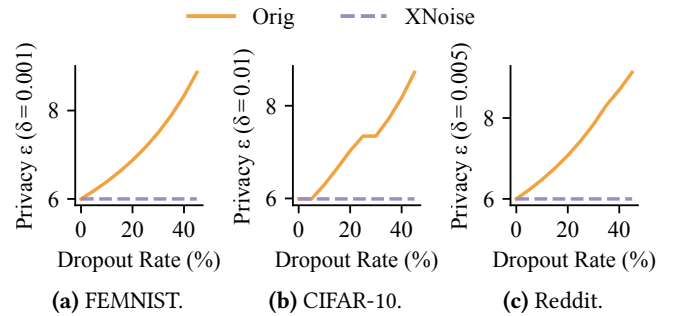 Orig XNoise
Privacy ε (δ = 0.001)
8
6
0 20 40
Dropout Rate (%)
(a) FEMNIST.
Privacy ε (δ = 0.01)
8
6
0 20 40
Dropout Rate (%)
(b) CIFAR-10.
Privacy ε (δ = 0.005)
8
6
0 20 40
Dropout Rate (%)
(c) Reddit.